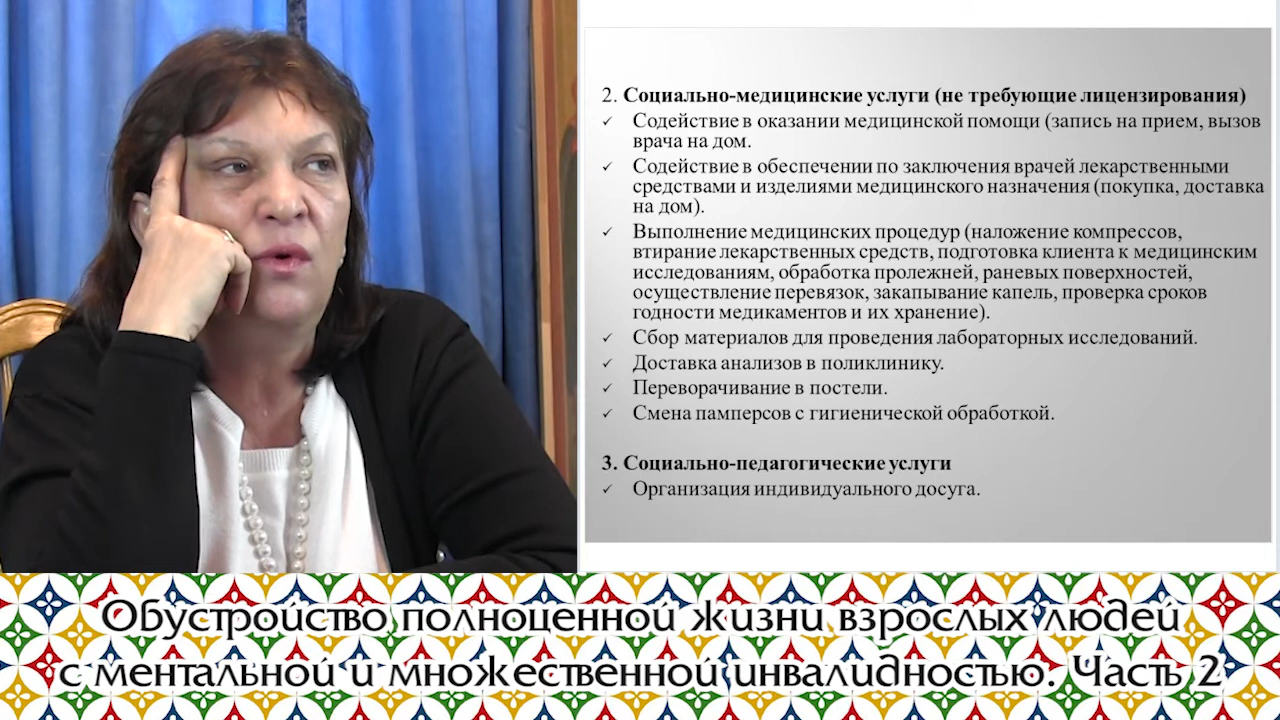 2. Социально-медицинские услуги (не требующие лицензирования)
✓ Содействие в оказании медицинской помощи (запись на прием, вызов
врача на дом.
✓ Содействие в обеспечении по заключения врачей лекарственными
средствами и изделиями медицинского назначения (покупка, доставка
на дом).
✓ Выполнение медицинских процедур (наложение компрессов,
втирание лекарственных средств, подготовка клиента к медицинским
исследованиям, обработка пролежней, раневых поверхностей,
осуществление перевязок, закапывание капель, проверка сроков
годности медикаментов и их хранение).
✓ Сбор материалов для проведения лабораторных исследований.
✓ Доставка анализов в поликлинику.
✓ Переворачивание в постели.
✓ Смена памперсов с гигиенической обработкой.
3. Социально-педагогические услуги
✓ Организация индивидуального досуга.
Обустройство полноценной жизни взрослых людей
с ментальной и множественной инвалидностью. Часть 2